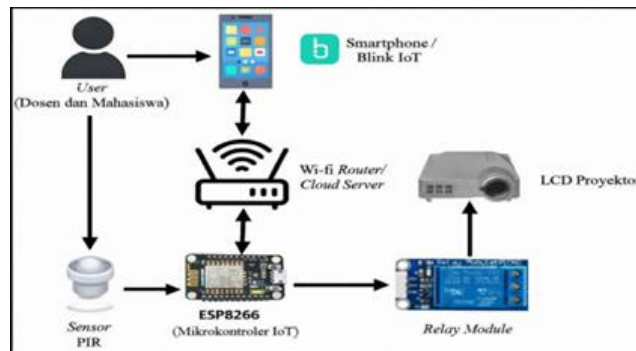 User
(Dosen dan Mahasiswa)
Smartphone /
Blink IoT
Wi-fi Router/
Cloud Server
LCD Proyektor
Sensor
PIR
ESP8266
(Mikrokontroler IoT)
Relay Module